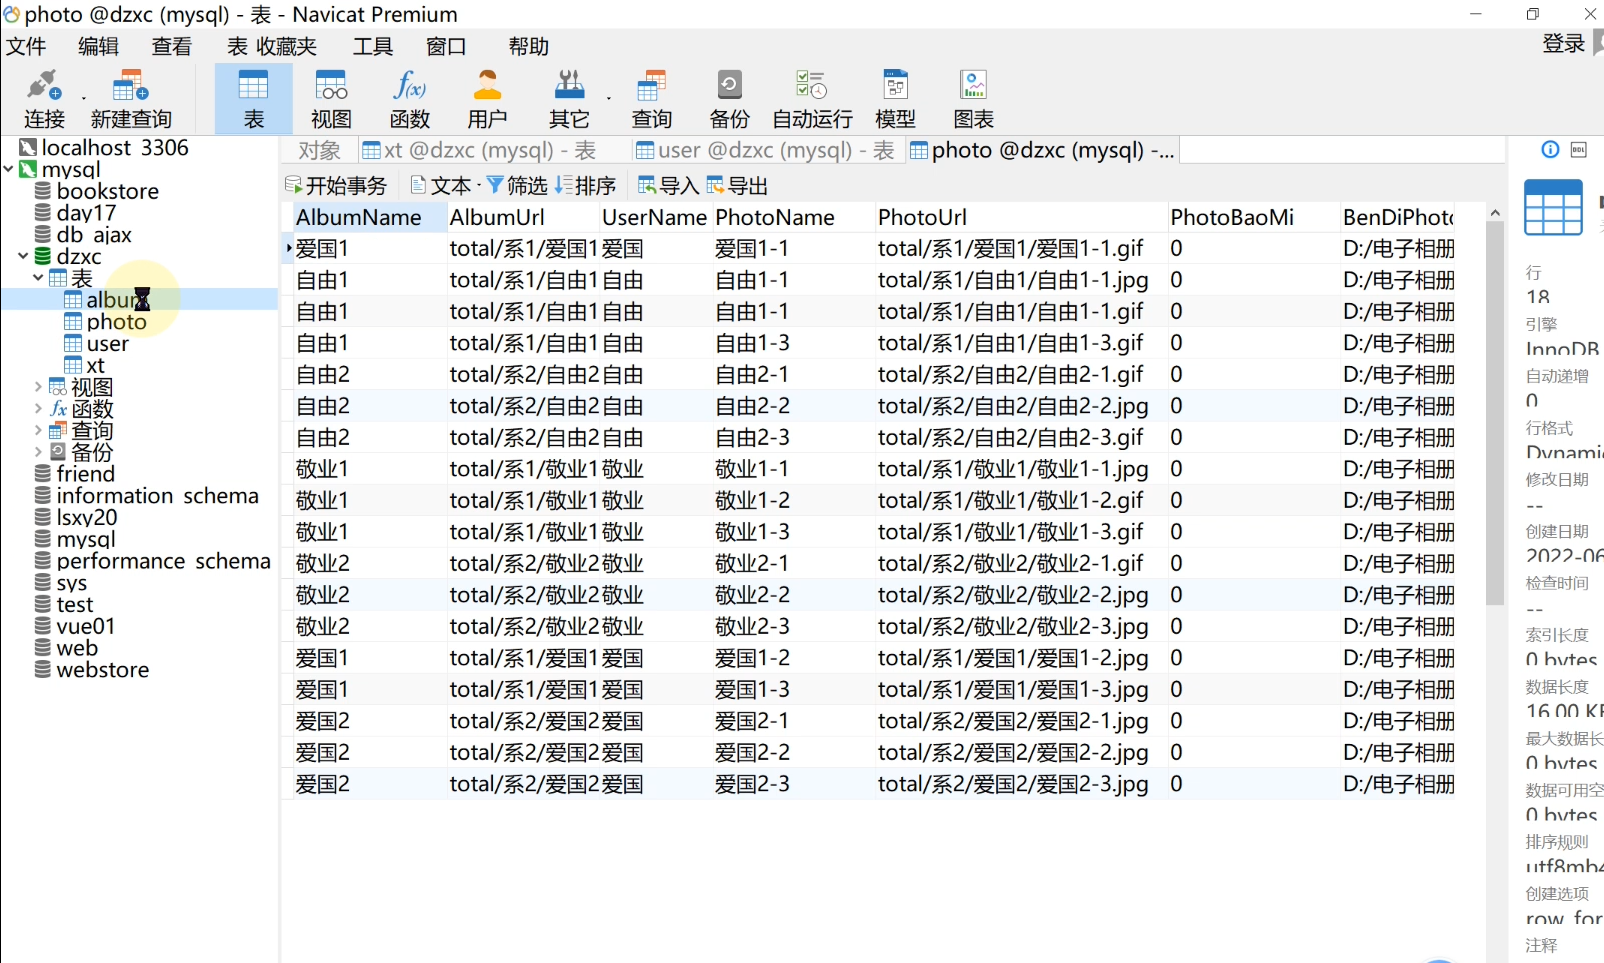 photo @dzxc (mysql) - 表 - Navicat Premium
文件 编辑 查看 表 收藏夹 工具 窗口 帮助 登录
连接 新建查询 表 视图 函数 用户 其它 查询 备份 自动运行 模型 图表
localhost_3306
mysql
bookstore
day17
db_ajax
dzxc
表
album
photo
user
xt
视图
函数
查询
备份
friend
information_schema
lsxy20
mysql
performance_schema
sys
test
vue01
web
webstore
对象 xt @dzxc (mysql) - 表 user @dzxc (mysql) - 表 photo @dzxc (mysql) -...
开始事务 文本 筛选 排序 导入 导出
AlbumName AlbumUrl UserName PhotoName PhotoUrl PhotoBaoMi BenDiPhoto
爱国1 total/系1/爱国1 爱国 爱国1-1 total/系1/爱国1/爱国1-1.gif 0 D:/电子相册
自由1 total/系1/自由1 自由 自由1-1 total/系1/自由1/自由1-1.jpg 0 D:/电子相册
自由1 total/系1/自由1 自由 自由1-1 total/系1/自由1/自由1-1.gif 0 D:/电子相册
自由1 total/系1/自由1 自由 自由1-3 total/系1/自由1/自由1-3.gif 0 D:/电子相册
自由2 total/系2/自由2 自由 自由2-1 total/系2/自由2/自由2-1.gif 0 D:/电子相册
自由2 total/系2/自由2 自由 自由2-2 total/系2/自由2/自由2-2.jpg 0 D:/电子相册
自由2 total/系2/自由2 自由 自由2-3 total/系2/自由2/自由2-3.gif 0 D:/电子相册
敬业1 total/系1/敬业1 敬业 敬业1-1 total/系1/敬业1/敬业1-1.jpg 0 D:/电子相册
敬业1 total/系1/敬业1 敬业 敬业1-2 total/系1/敬业1/敬业1-2.gif 0 D:/电子相册
敬业1 total/系1/敬业1 敬业 敬业1-3 total/系1/敬业1/敬业1-3.gif 0 D:/电子相册
敬业2 total/系2/敬业2 敬业 敬业2-1 total/系2/敬业2/敬业2-1.gif 0 D:/电子相册
敬业2 total/系2/敬业2 敬业 敬业2-2 total/系2/敬业2/敬业2-2.jpg 0 D:/电子相册
敬业2 total/系2/敬业2 敬业 敬业2-3 total/系2/敬业2/敬业2-3.jpg 0 D:/电子相册
爱国1 total/系1/爱国1 爱国 爱国1-2 total/系1/爱国1/爱国1-2.jpg 0 D:/电子相册
爱国1 total/系1/爱国1 爱国 爱国1-3 total/系1/爱国1/爱国1-3.jpg 0 D:/电子相册
爱国2 total/系2/爱国2 爱国 爱国2-1 total/系2/爱国2/爱国2-1.jpg 0 D:/电子相册
爱国2 total/系2/爱国2 爱国 爱国2-2 total/系2/爱国2/爱国2-2.jpg 0 D:/电子相册
爱国2 total/系2/爱国2 爱国 爱国2-3 total/系2/爱国2/爱国2-3.jpg 0 D:/电子相册
DDL
行
18
引擎
InnoDB
自动递增
0
行格式
Dynamic
修改日期
--
创建日期
2022-06
检查时间
--
索引长度
0 bytes
数据长度
16.00 KB
最大数据长
0 bytes
数据可用空
0 bytes
排序规则
utf8mb4
创建选项
row_for
注释